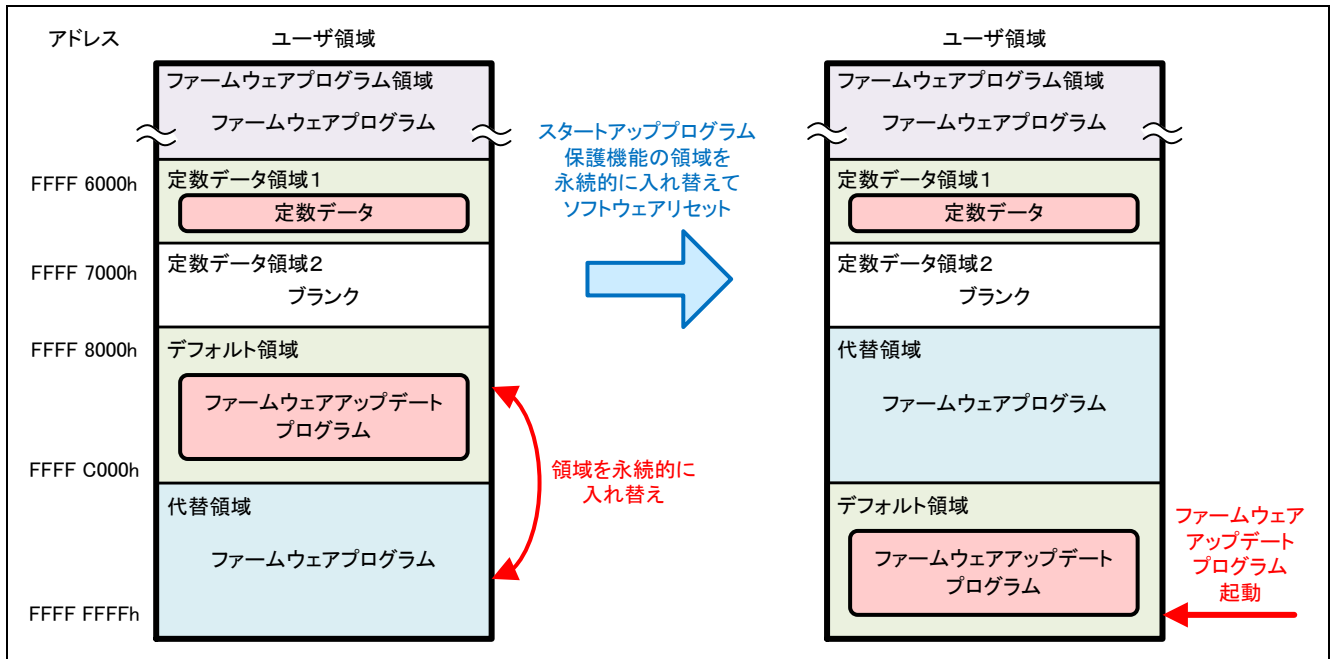 アドレス
ユーザ領域
ファームウェアプログラム領域
ファームウェアプログラム
FFFF 6000h
定数データ領域1
定数データ
FFFF 7000h
定数データ領域2
ブランク
FFFF 8000h
デフォルト領域
ファームウェアアップデート
プログラム
FFFF C000h
代替領域
ファームウェアプログラム
FFFF FFFFh
領域を永続的に
入れ替え
スタートアッププログラム
保護機能の領域を
永続的に入れ替えて
ソフトウェアリセット
ユーザ領域
ファームウェアプログラム領域
ファームウェアプログラム
定数データ領域1
定数データ
定数データ領域2
ブランク
代替領域
ファームウェアプログラム
デフォルト領域
ファームウェアアップデート
プログラム
ファームウェア
アップデート
プログラム
起動